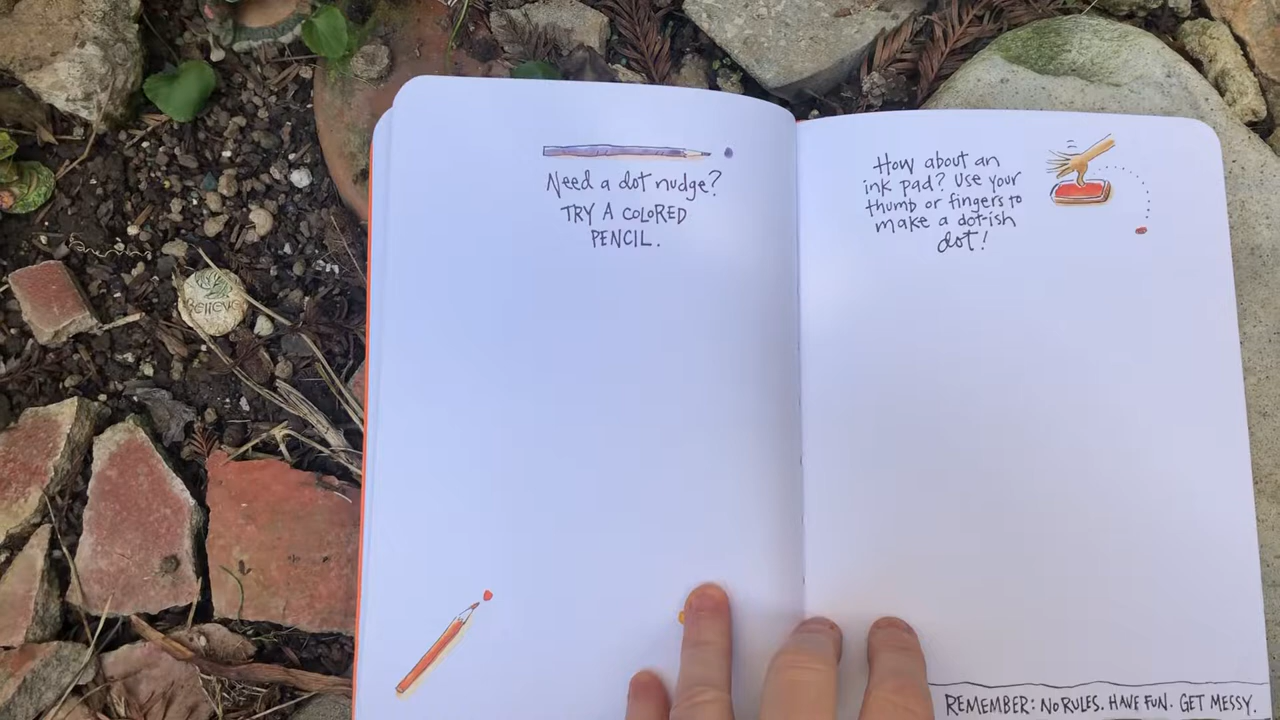 BELIEVE
Need a dot nudge?
TRY A COLORED
PENCIL.
How about an
ink pad? Use your
thumb or fingers to
make a dot-ish
dot!
REMEMBER: NO RULES. HAVE FUN. GET MESSY.